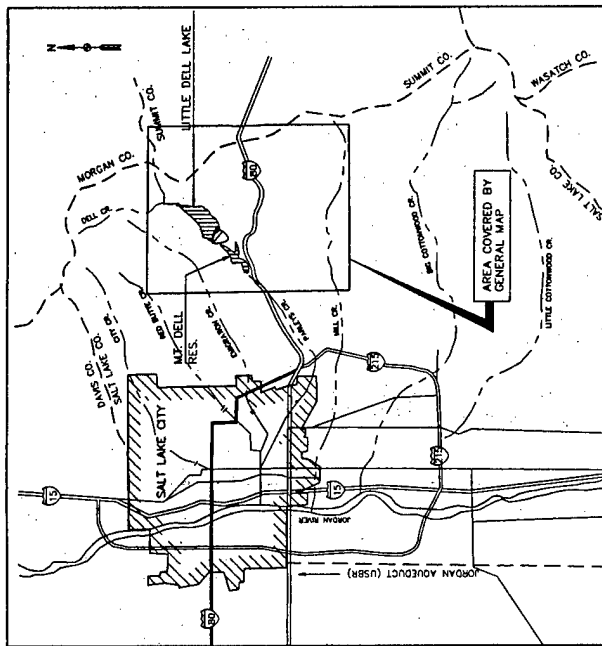 N
MORGAN CO.
SUMMIT CO.
LITTLE DELL LAKE
SUMMIT CO.
WASATCH CO.
SALT LAKE CO.
DELL CR.
DAVIS CO.
SALT LAKE CO.
CITY CR.
RED BUTTE CR.
EMIGRATION CR.
MT. DELL
RES.
PARLEYS CR.
MILL CR.
BIG COTTONWOOD CR.
LITTLE COTTONWOOD CR.
AREA COVERED BY
GENERAL MAP
SALT LAKE CITY
80
215
215
15
15
80
JORDAN RIVER
JORDAN AQUEDUCT (USBR)